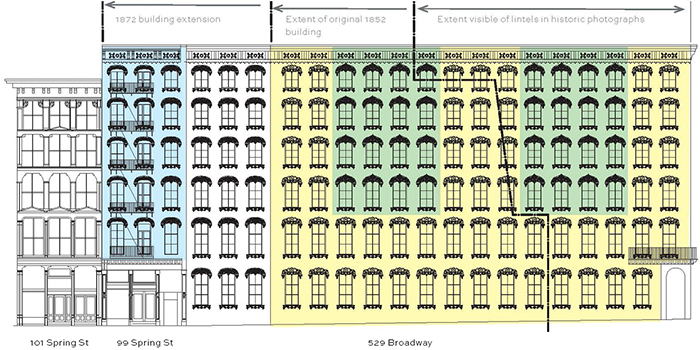 1872 building extension
Extent of original 1852
building
Extent visible of lintels in historic photographs
101 Spring St
99 Spring St
529 Broadway